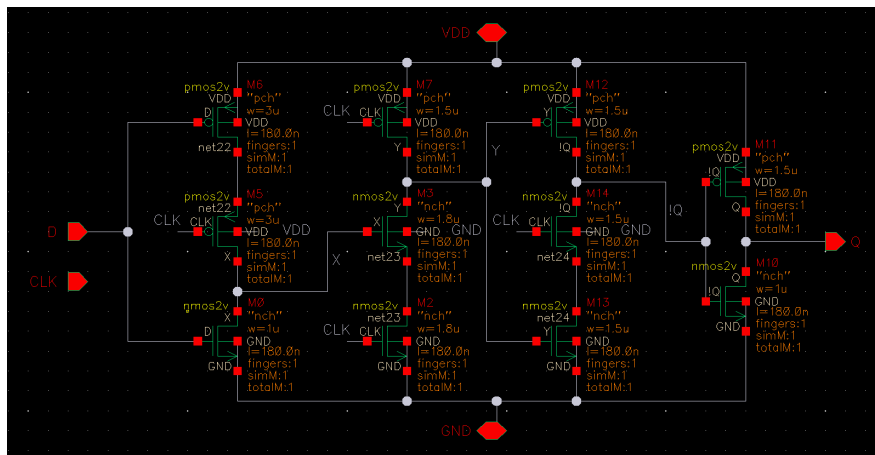 VDD
pmos2v
M6
VDD
"pch"
w=3u
D
VDD
l=180.0n
fingers:1
net22
simM:1
totalM:1
pmos2v
M7
VDD
"pch"
w=1.5u
CLK
CLK
VDD
l=180.0n
fingers:1
Y
simM:1
totalM:1
Y
pmos2v
M12
VDD
"pch"
w=1.5u
Y
VDD
l=180.0n
fingers:1
!Q
simM:1
totalM:1
pmos2v
M11
VDD
"pch"
w=1.5u
!Q
VDD
l=180.0n
fingers:1
Q
simM:1
totalM:1
pmos2v
M5
net22
"pch"
w=3u
CLK
CLK
VDD
VDD
l=180.0n
fingers:1
X
simM:1
totalM:1
nmos2v
M3
Y
"nch"
w=1.8u
X
GND
GND
l=180.0n
fingers:1
net23
simM:1
totalM:1
X
nmos2v
M14
!Q
"nch"
w=1.5u
CLK
CLK
GND
GND
l=180.0n
fingers:1
net24
simM:1
totalM:1
!Q
D
CLK
Q
nmos2v
M0
X
"nch"
w=1u
D
GND
l=180.0n
fingers:1
GND
simM:1
totalM:1
nmos2v
M2
net23
"nch"
w=1.8u
CLK
CLK
GND
l=180.0n
fingers:1
GND
simM:1
totalM:1
nmos2v
M13
net24
"nch"
w=1.5u
Y
GND
l=180.0n
fingers:1
GND
simM:1
totalM:1
nmos2v
M10
Q
"nch"
w=1u
!Q
GND
l=180.0n
fingers:1
GND
simM:1
totalM:1
GND